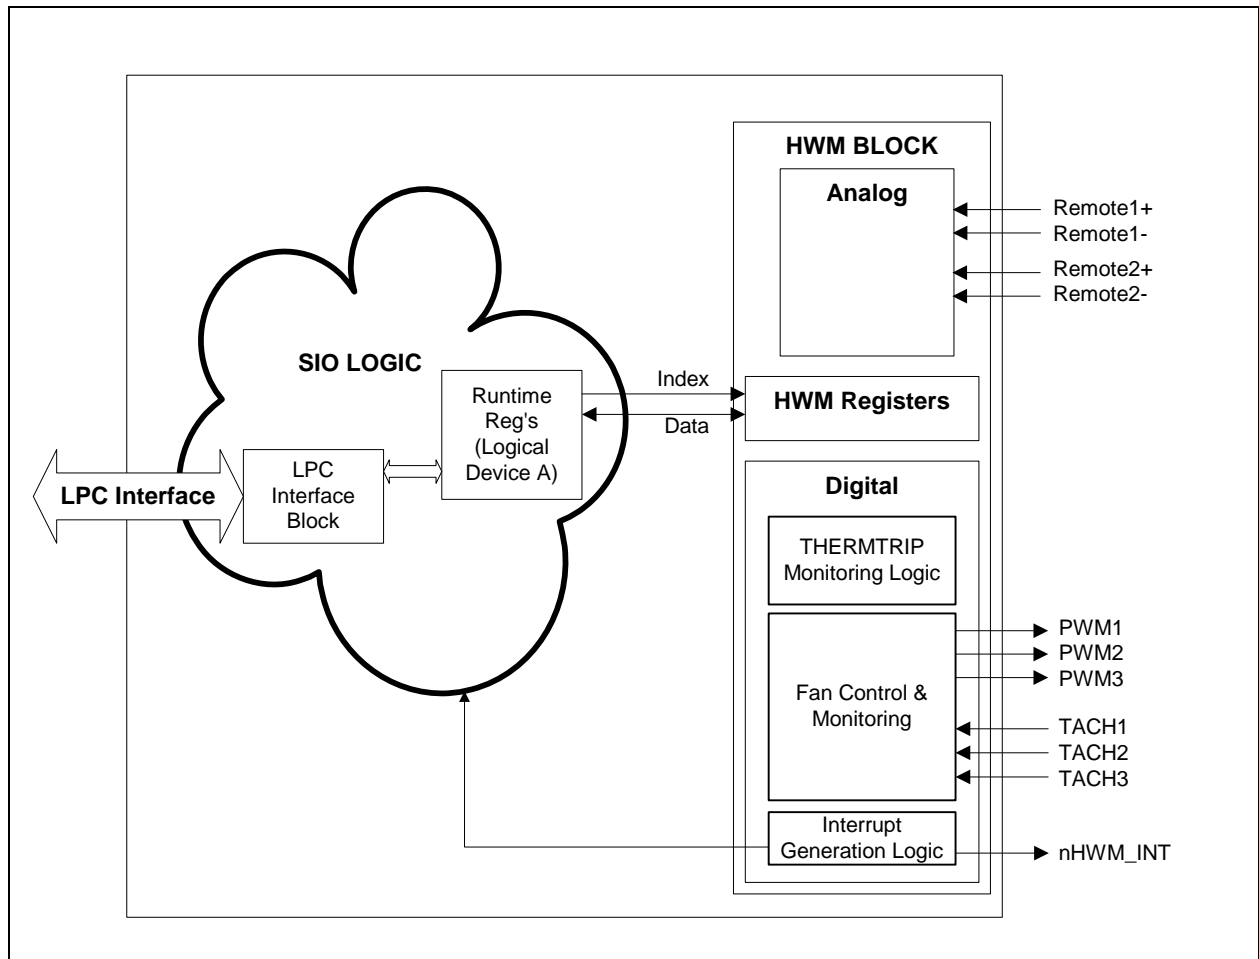 HWM BLOCK
Analog
Remote1+
Remote1-
Remote2+
Remote2-
SIO LOGIC
Runtime
Reg's
(Logical
Device A)
Index
Data
HWM Registers
LPC Interface
LPC
Interface
Block
Digital
THERMTRIP
Monitoring Logic
Fan Control &
Monitoring
PWM1
PWM2
PWM3
TACH1
TACH2
TACH3
Interrupt
Generation Logic
nHWM_INT